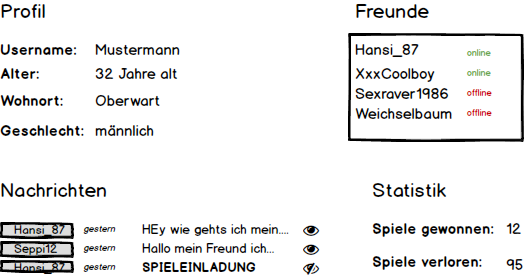 Profil
Username: Mustermann
Alter: 32 Jahre alt
Wohnort: Oberwart
Geschlecht: männlich
Freunde
Hansi_87 online
XxxCoolboy online
Sexraver1986 offline
Weichselbaum offline
Nachrichten
Hansi_87 gestern HEy wie gehts ich mein....
Seppi12 gestern Hallo mein Freund ich...
Hansi_87 gestern SPIELEINLADUNG
Statistik
Spiele gewonnen: 12
Spiele verloren: 95